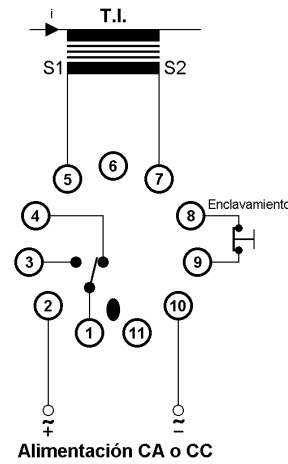 i
T.I.
S1 S2
6
5 7
4 8 Enclavamiento
3 9
2 10
1 11
~
+ ~
-
Alimentación CA o CC